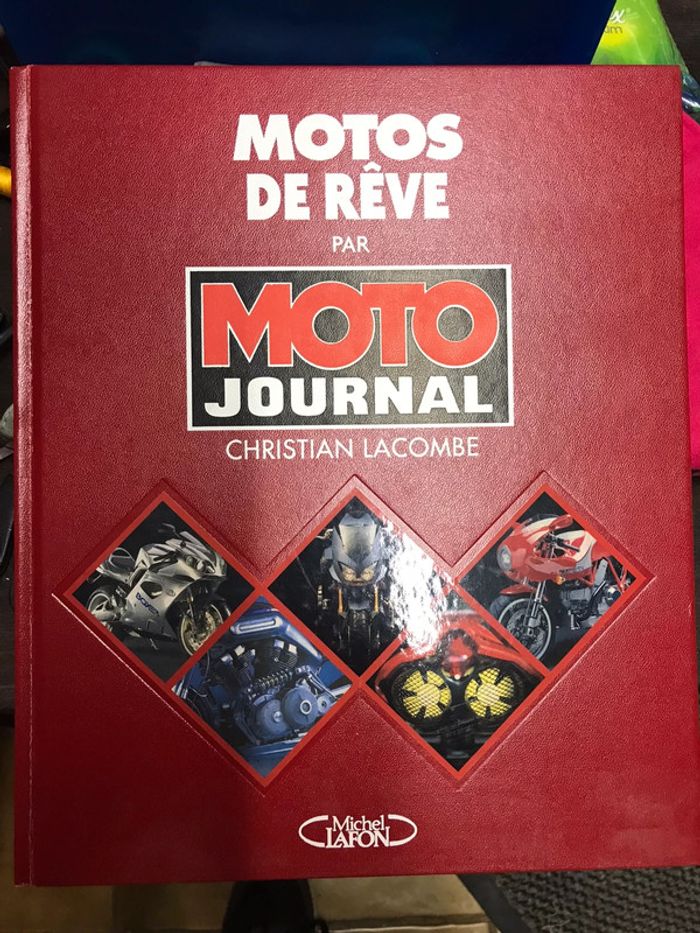 MOTOS
DE RÊVE
PAR
MOTO
JOURNAL
CHRISTIAN LACOMBE
Michel
LAFON